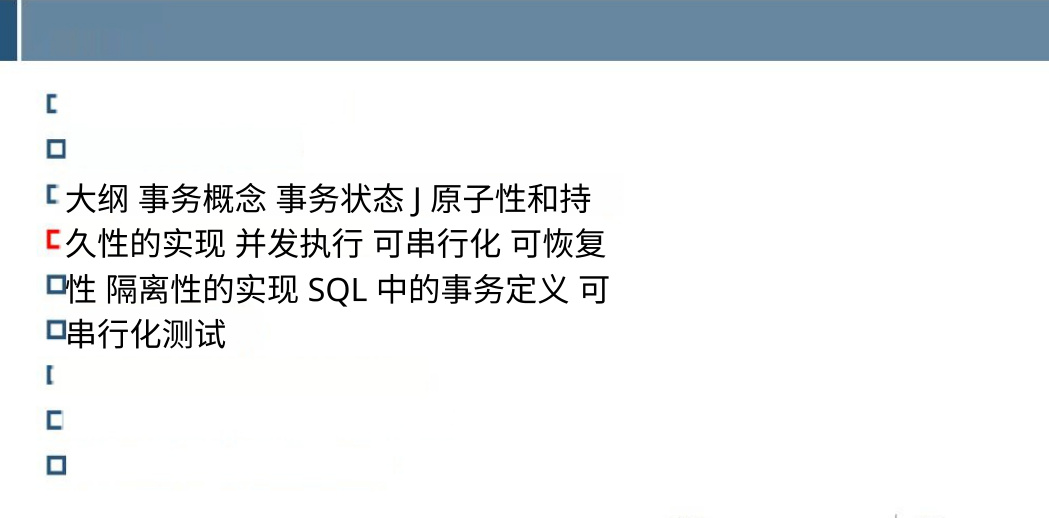 大纲 事务概念 事务状态 J 原子性和持
久性的实现 并发执行 可串行化 可恢复
性 隔离性的实现 SQL 中的事务定义 可
串行化测试